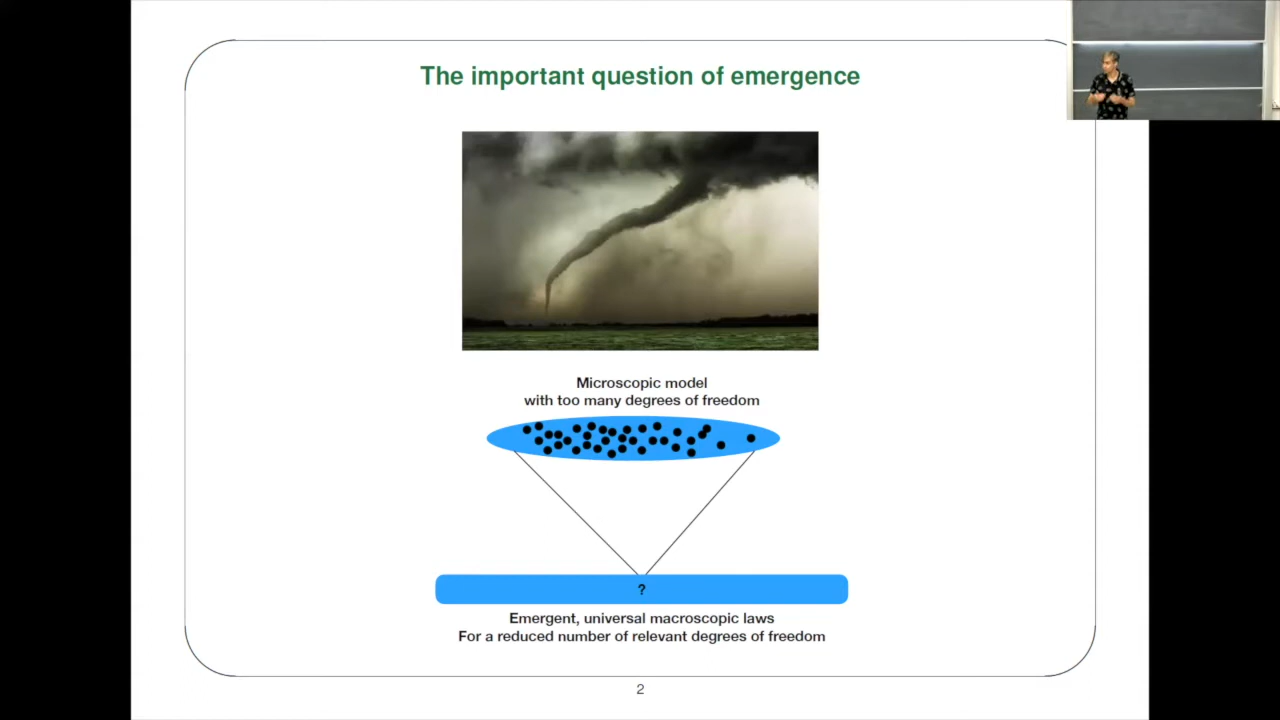 The important question of emergence
Microscopic model
with too many degrees of freedom
?
Emergent, universal macroscopic laws
For a reduced number of relevant degrees of freedom
2